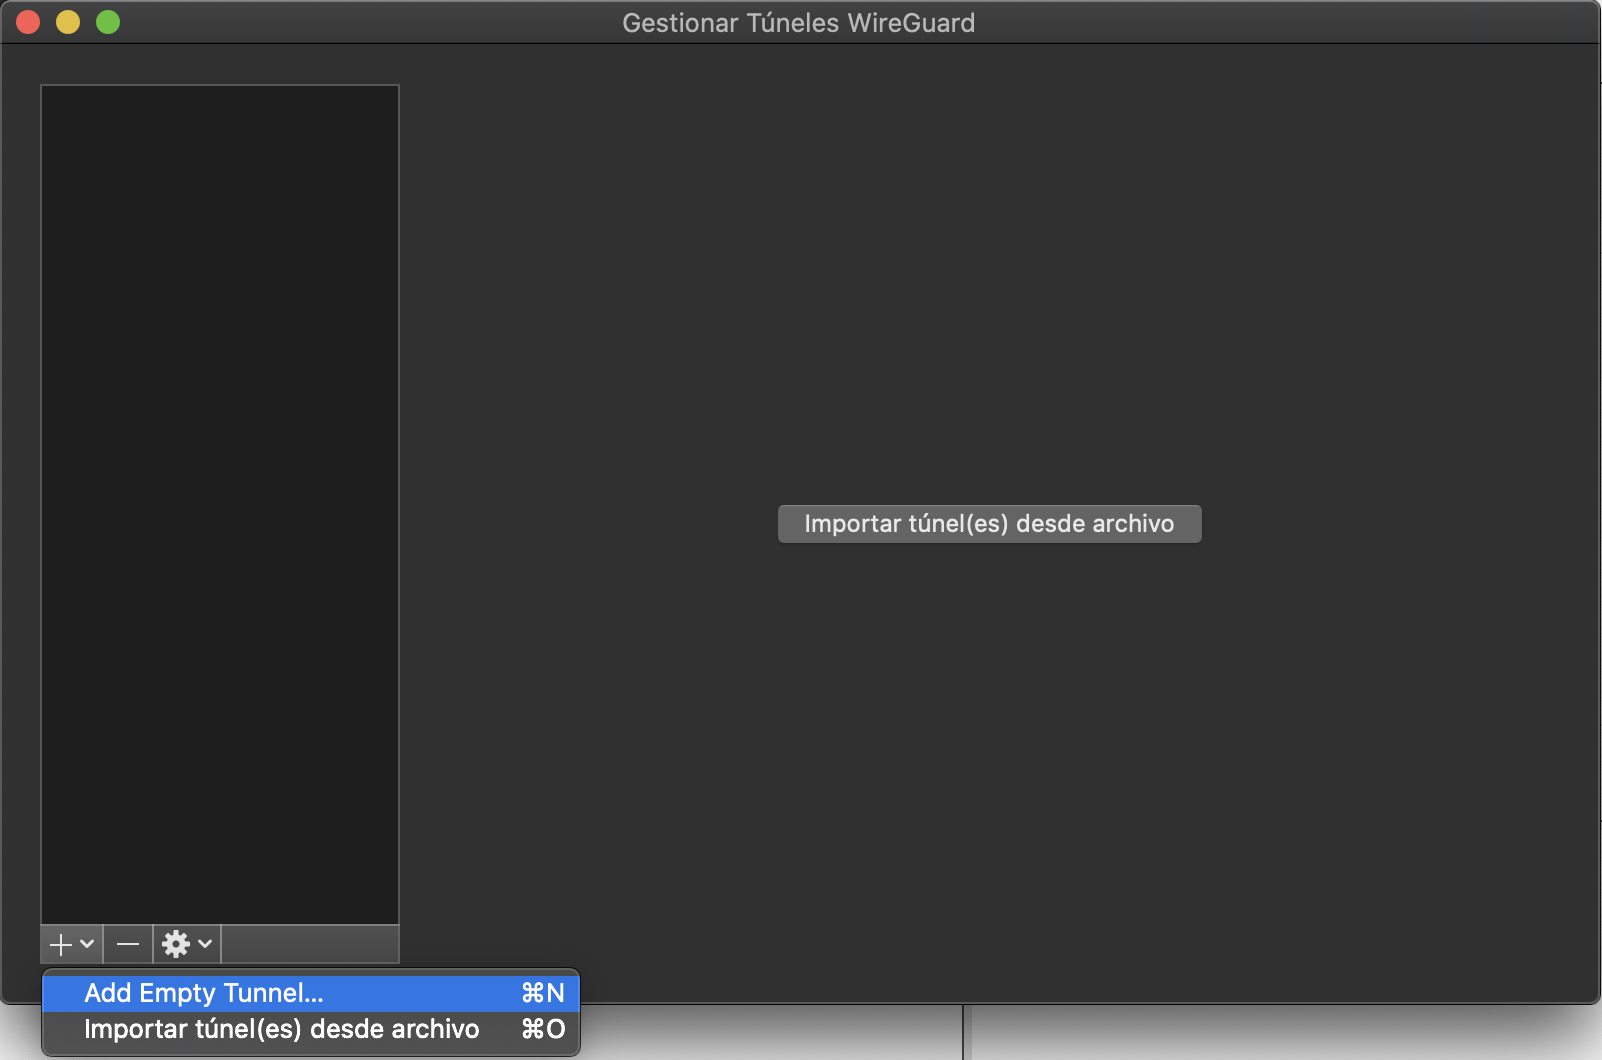 Gestionar Túneles WireGuard
Importar túnel(es) desde archivo
Add Empty Tunnel... ⌘N
Importar túnel(es) desde archivo ⌘O